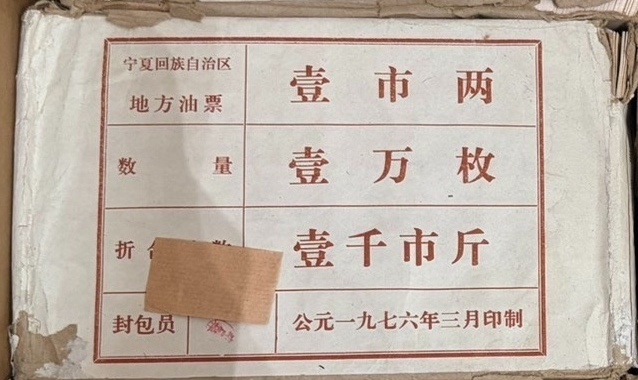 宁夏回族自治区
地方油票
壹市两
数量
壹万枚
折合 数
壹千市斤
封包员
公元一九七六年三月印制